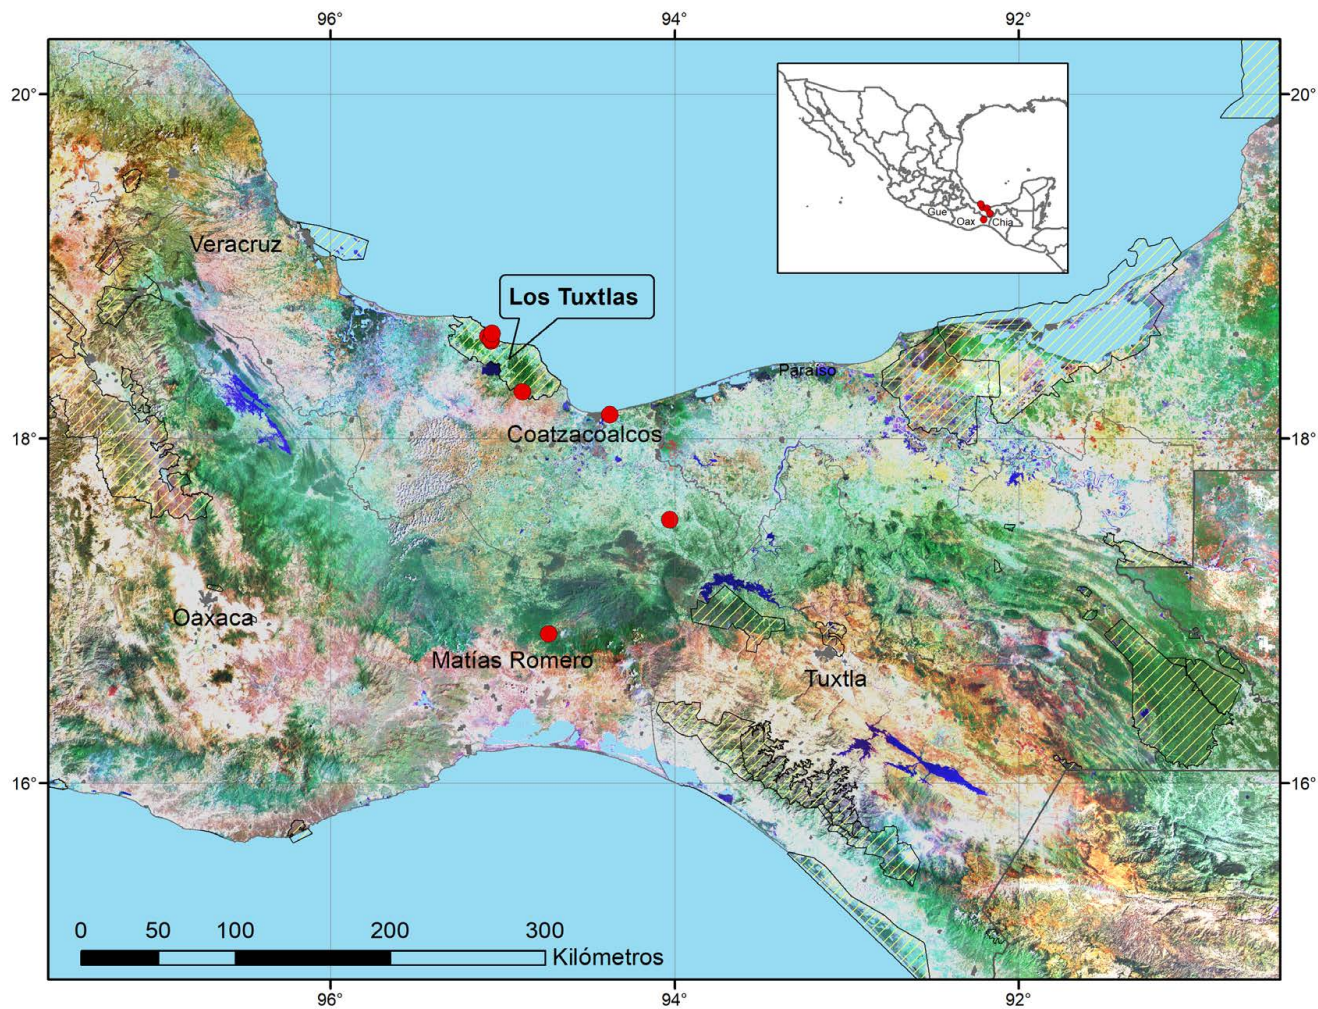 96°
94°
92°
20°
20°
Gue
Oax
Chia
Veracruz
Los Tuxtlas
Paraíso
18°
Coatzacoalcos
18°
Oaxaca
Matías Romero
Tuxtla
16°
16°
0 50 100 200 300
Kilómetros
96°
94°
92°